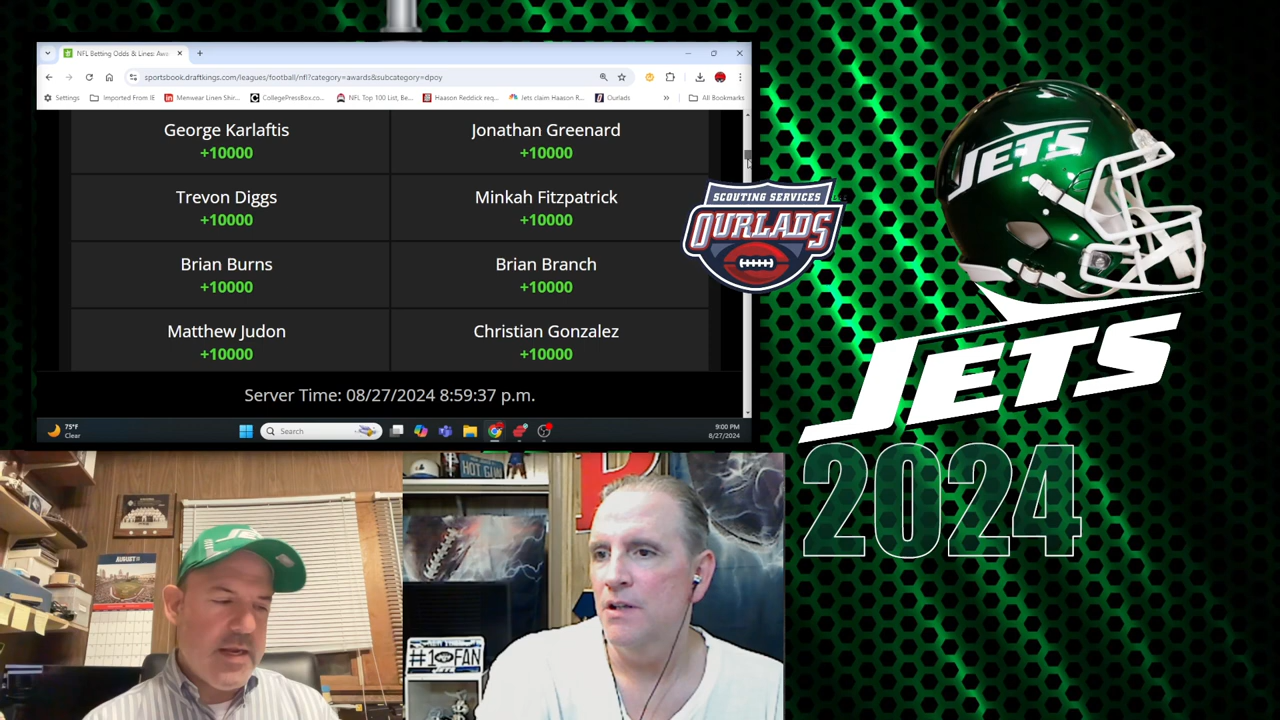 NFL Betting Odds & Lines: Awa
sportsbook.draftkings.com/leagues/football/nfl?category=awards&subcategory=dpoy
Settings
Imported From IE
Menwear Linen Shir...
CollegePressBox.co...
NFL Top 100 List, Be...
Haason Reddick req...
Jets claim Haason R...
Ourlads
All Bookmarks
George Karlaftis
+10000
Jonathan Greenard
+10000
Trevon Diggs
+10000
Minkah Fitzpatrick
+10000
Brian Burns
+10000
Brian Branch
+10000
Matthew Judon
+10000
Christian Gonzalez
+10000
Server Time: 08/27/2024 8:59:37 p.m.
75°F
Clear
Search
9:00 PM
8/27/2024
SCOUTING SERVICES
OURLADS
JETS
JETS
2024
AUGUST
HOT GUN
#1 FAN